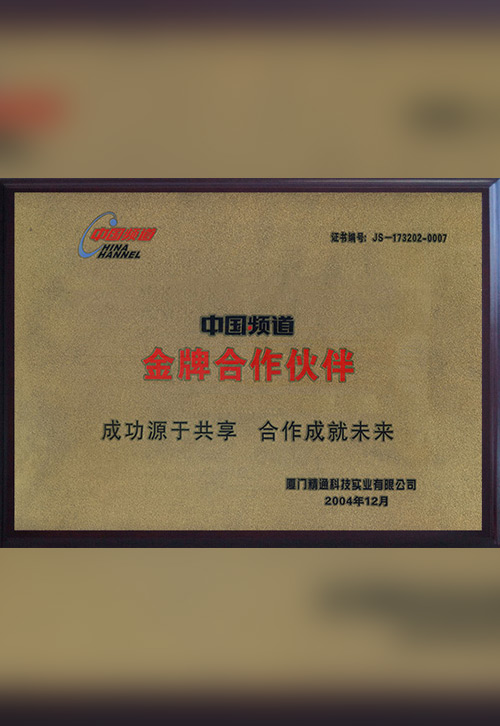 中国频道
CHINA
CHANNEL
证书编号: JS-173202-0007
中国频道
金牌合作伙伴
成功源于共享 合作成就未来
厦门精通科技实业有限公司
2004年12月